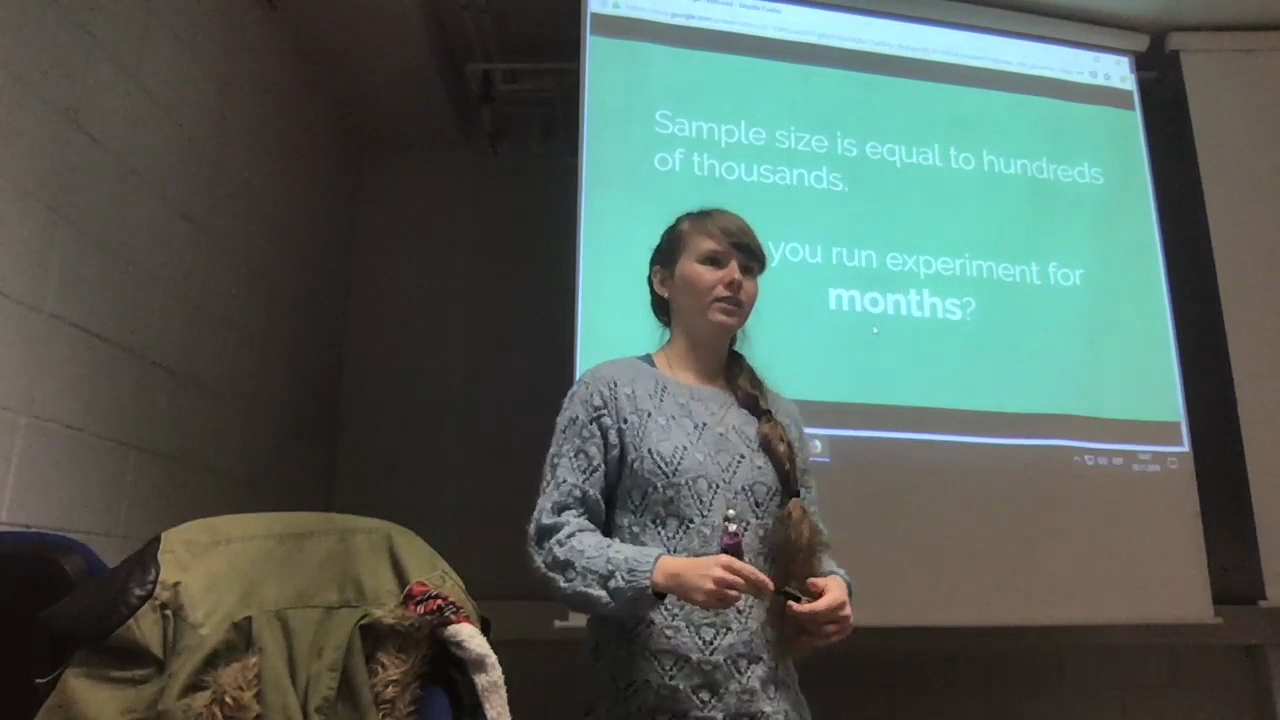 Sample size is equal to hundreds
of thousands.
you run experiment for
months?